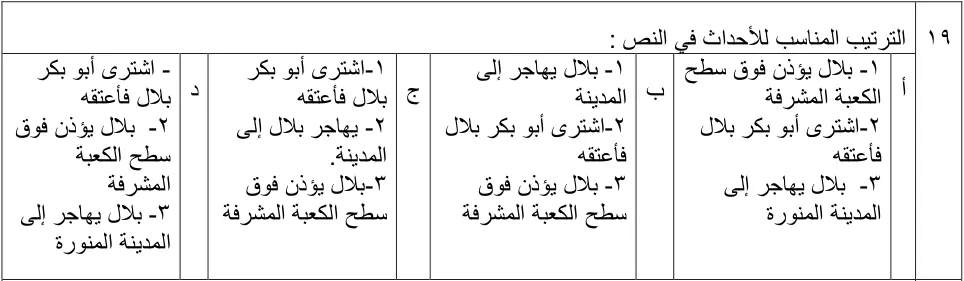 ١٩
الترتيب المناسب للأحداث في النص :
أ
١- بلال يؤذن فوق سطح
الكعبة المشرفة
٢-اشترى أبو بكر بلال
فأعتقه
٣- بلال يهاجر إلى
المدينة المنورة
ب
١- بلال يهاجر إلى
المدينة
٢-اشترى أبو بكر بلال
فأعتقه
٣- بلال يؤذن فوق
سطح الكعبة المشرفة
ج
١-اشترى أبو بكر
بلال فأعتقه
٢- يهاجر بلال إلى
المدينة.
٣-بلال يؤذن فوق
سطح الكعبة المشرفة
د
- اشترى أبو بكر
بلال فأعتقه
٢- بلال يؤذن فوق
سطح الكعبة
المشرفة
٣- بلال يهاجر إلى
المدينة المنورة